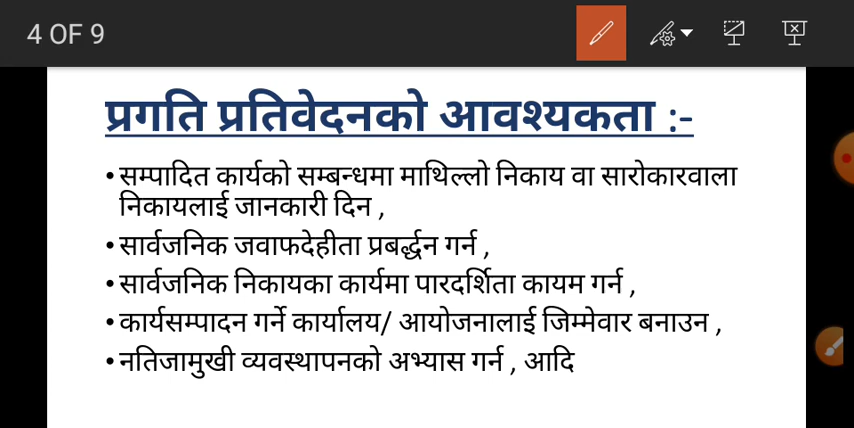 4 OF 9
प्रगति प्रतिवेदनको आवश्यकता :-
• सम्पादित कार्यको सम्बन्धमा माथिल्लो निकाय वा सारोकारवाला
निकायलाई जानकारी दिन ,
• सार्वजनिक जवाफदेहीता प्रबर्द्धन गर्न ,
• सार्वजनिक निकायका कार्यमा पारदर्शिता कायम गर्न ,
• कार्यसम्पादन गर्ने कार्यालय/ आयोजनालाई जिम्मेवार बनाउन ,
• नतिजामुखी व्यवस्थापनको अभ्यास गर्न , आदि